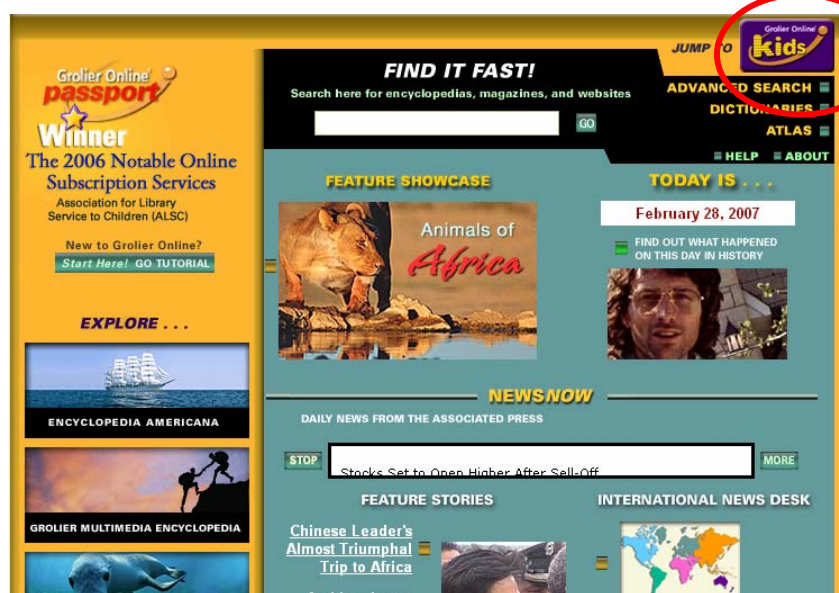 Grolier Online
kids
JUMP TO
Grolier Online
passport
Winner
The 2006 Notable Online
Subscription Services
Association for Library
Service to Children (ALSC)
New to Grolier Online?
Start Here! GO TUTORIAL
EXPLORE . . .
ENCYCLOPEDIA AMERICANA
GROLIER MULTIMEDIA ENCYCLOPEDIA
FIND IT FAST!
Search here for encyclopedias, magazines, and websites
GO
ADVANCED SEARCH
DICTIONARIES
ATLAS
HELP ABOUT
FEATURE SHOWCASE
Animals of
Africa
TODAY IS . . .
February 28, 2007
FIND OUT WHAT HAPPENED
ON THIS DAY IN HISTORY
NEWSNOW
DAILY NEWS FROM THE ASSOCIATED PRESS
STOP
Stocks Set to Open Higher After Sell-Off
MORE
FEATURE STORIES
Chinese Leader's
Almost Triumphal
Trip to Africa
INTERNATIONAL NEWS DESK